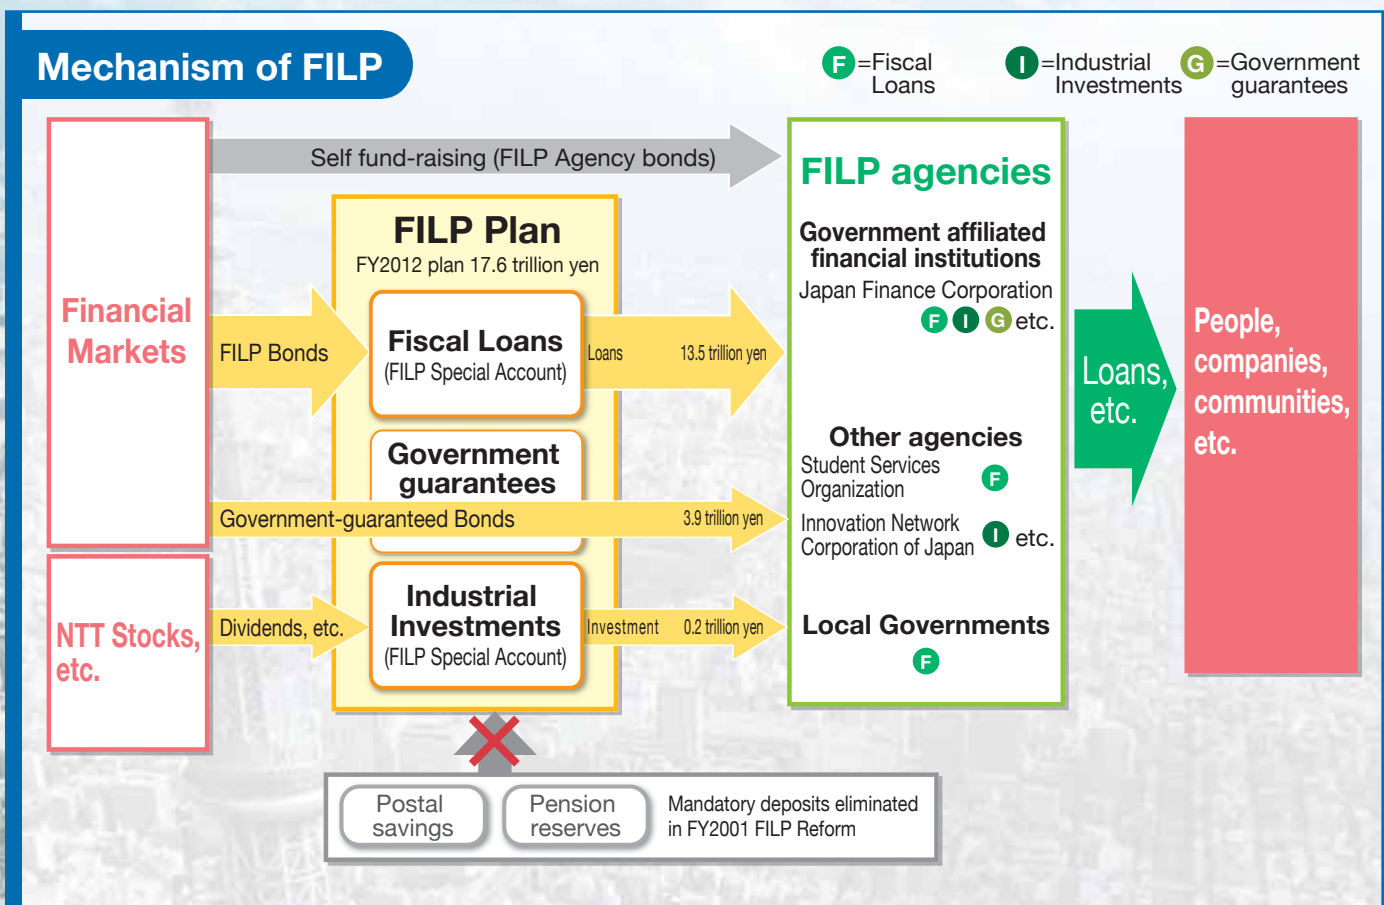 Mechanism of FILP
F =Fiscal
Loans
I =Industrial
Investments
G =Government
guarantees
Financial
Markets
NTT Stocks,
etc.
Self fund-raising (FILP Agency bonds)
FILP Plan
FY2012 plan 17.6 trillion yen
FILP Bonds
Fiscal Loans
(FILP Special Account)
Loans 13.5 trillion yen
Government
guarantees
Government-guaranteed Bonds 3.9 trillion yen
Dividends, etc.
Industrial
Investments
(FILP Special Account)
Investment 0.2 trillion yen
FILP agencies
Government affiliated
financial institutions
Japan Finance Corporation
F I G etc.
Other agencies
Student Services
Organization F
Innovation Network
Corporation of Japan I etc.
Local Governments
F
Loans,
etc.
People,
companies,
communities,
etc.
Postal
savings
Pension
reserves
Mandatory deposits eliminated
in FY2001 FILP Reform